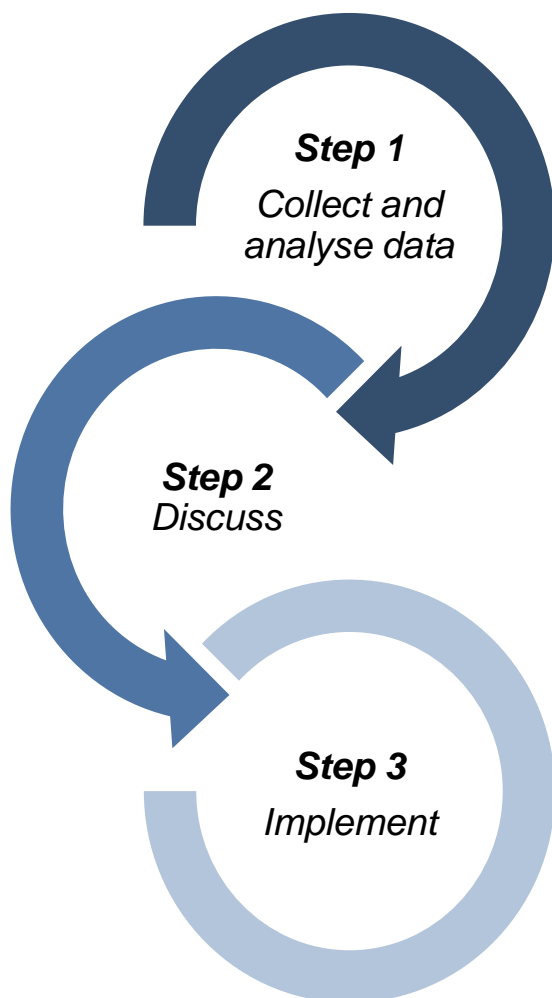 Step 1
Collect and
analyse data
Step 2
Discuss
Step 3
Implement